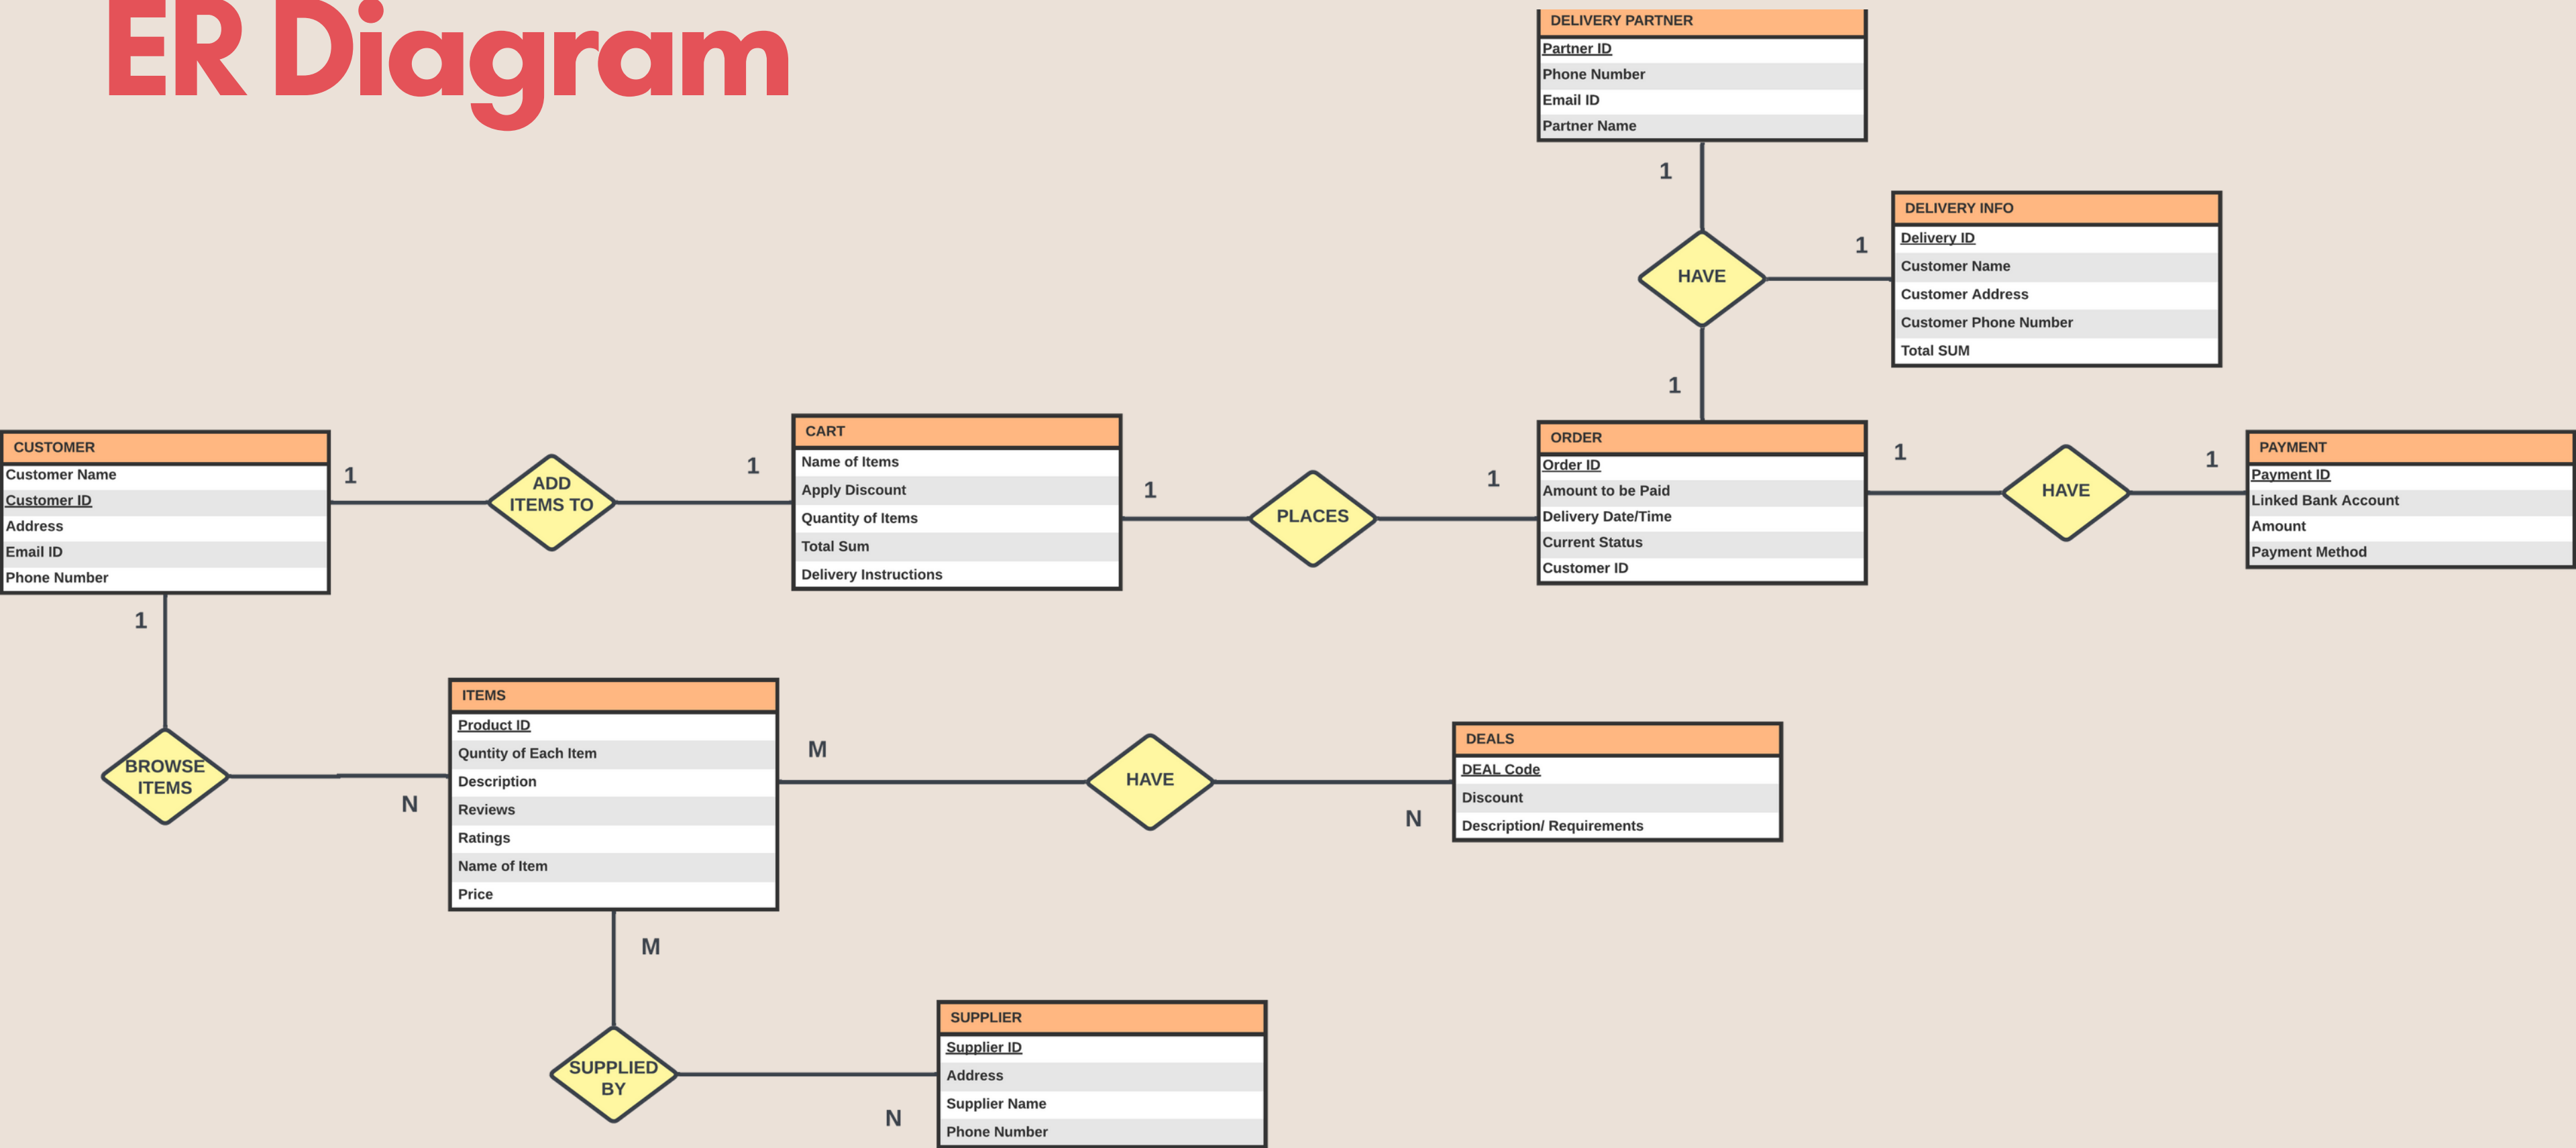 ER Diagram
DELIVERY PARTNER
Partner ID
Phone Number
Email ID
Partner Name
1
HAVE
1
DELIVERY INFO
Delivery ID
Customer Name
Customer Address
Customer Phone Number
Total SUM
1
CUSTOMER
Customer Name
Customer ID
Address
Email ID
Phone Number
1
ADD
ITEMS TO
1
CART
Name of Items
Apply Discount
Quantity of Items
Total Sum
Delivery Instructions
1
PLACES
1
ORDER
Order ID
Amount to be Paid
Delivery Date/Time
Current Status
Customer ID
1
HAVE
1
PAYMENT
Payment ID
Linked Bank Account
Amount
Payment Method
1
BROWSE
ITEMS
N
ITEMS
Product ID
Quntity of Each Item
Description
Reviews
Ratings
Name of Item
Price
M
HAVE
N
DEALS
DEAL Code
Discount
Description/ Requirements
M
SUPPLIED
BY
N
SUPPLIER
Supplier ID
Address
Supplier Name
Phone Number